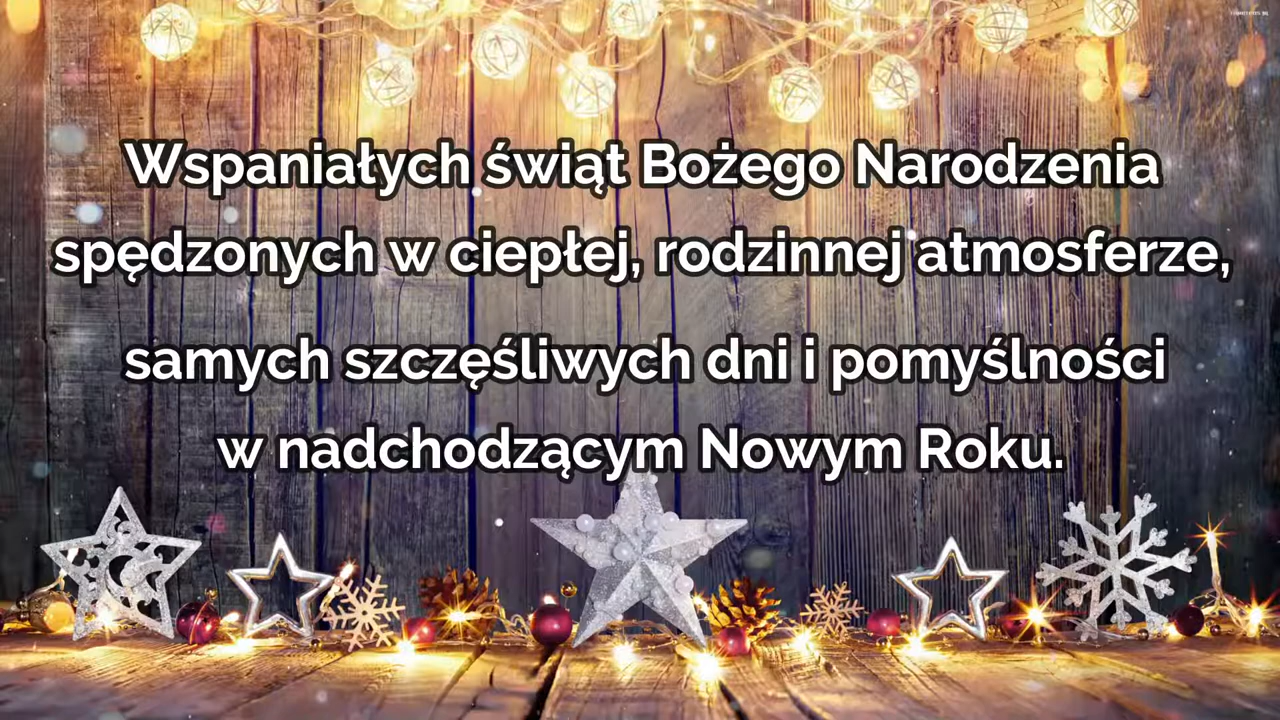 Wspaniałych świąt Bożego Narodzenia
spędzonych w ciepłej, rodzinnej atmosferze,
samych szczęśliwych dni i pomyślności
w nadchodzącym Nowym Roku.